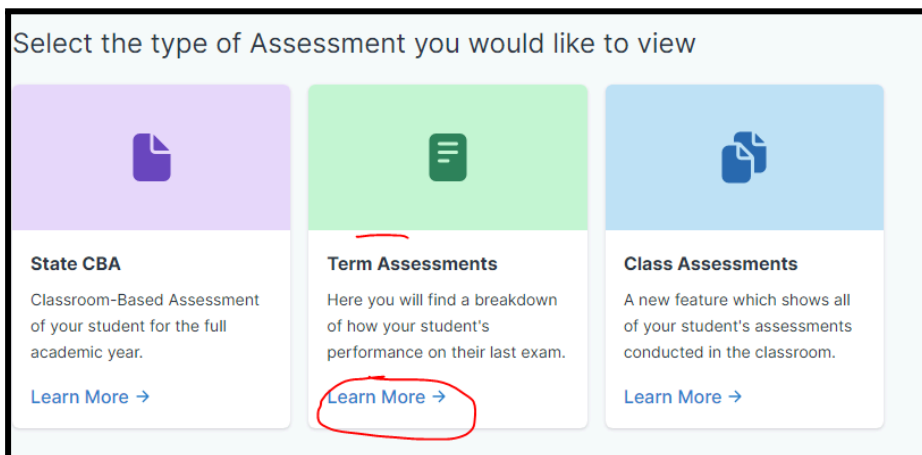 Select the type of Assessment you would like to view
State CBA
Classroom-Based Assessment
of your student for the full
academic year.
Learn More →
Term Assessments
Here you will find a breakdown
of how your student's
performance on their last exam.
Learn More →
Class Assessments
A new feature which shows all
of your student's assessments
conducted in the classroom.
Learn More →